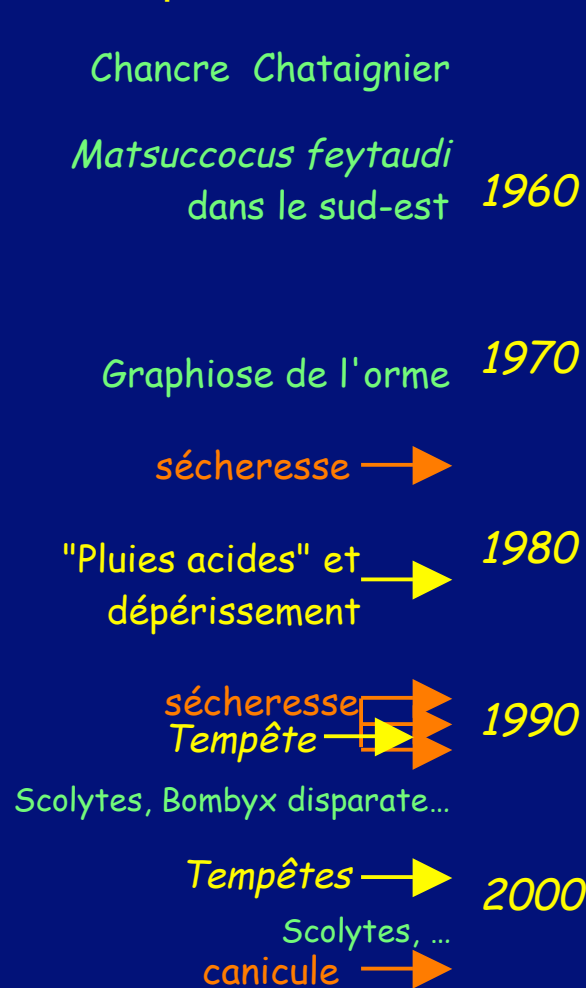 Chancre Chataignier
Matsuccocus feytaudi
dans le sud-est
1960
Graphiose de l'orme
1970
sécheresse
1980
"Pluies acides" et
dépérissement
sécheresse
1990
Tempête
Scolytes, Bombyx disparate…
Tempêtes
2000
Scolytes, …
canicule